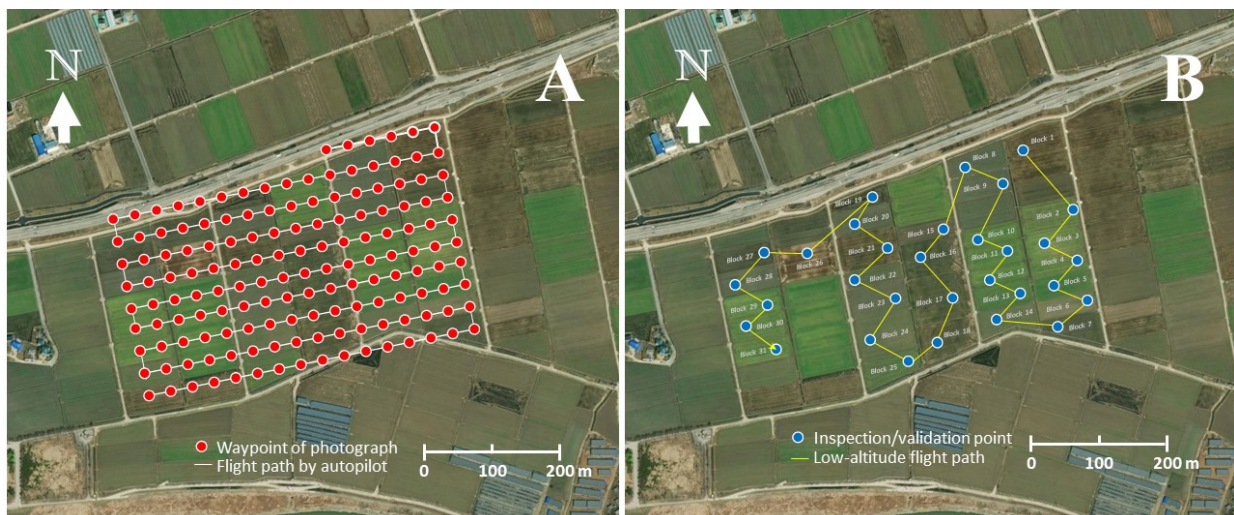 N
A
Waypoint of photograph
Flight path by autopilot
0 100 200 m
N
B
Block 1
Block 8
Block 9
Block 2
Block 19
Block 20
Block 15
Block 10
Block 3
Block 21
Block 16
Block 11
Block 4
Block 27
Block 26
Block 28
Block 22
Block 12
Block 5
Block 29
Block 23
Block 17
Block 13
Block 6
Block 30
Block 14
Block 7
Block 24
Block 18
Block 31
Block 25
Inspection/validation point
Low-altitude flight path
0 100 200 m